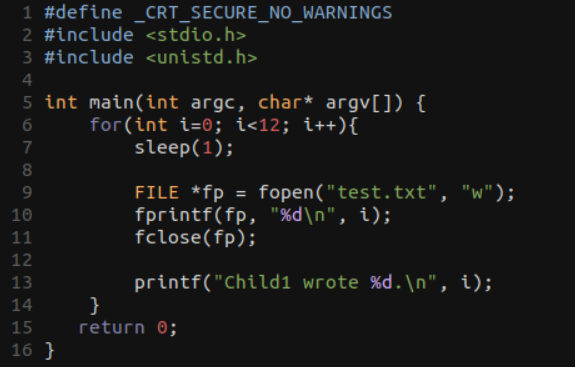 1 #define _CRT_SECURE_NO_WARNINGS
2 #include <stdio.h>
3 #include <unistd.h>
4
5 int main(int argc, char* argv[]) {
6     for(int i=0; i<12; i++){
7         sleep(1);
8
9         FILE *fp = fopen("test.txt", "w");
10         fprintf(fp, "%d\n", i);
11         fclose(fp);
12
13         printf("Child1 wrote %d.\n", i);
14     }
15    return 0;
16 }